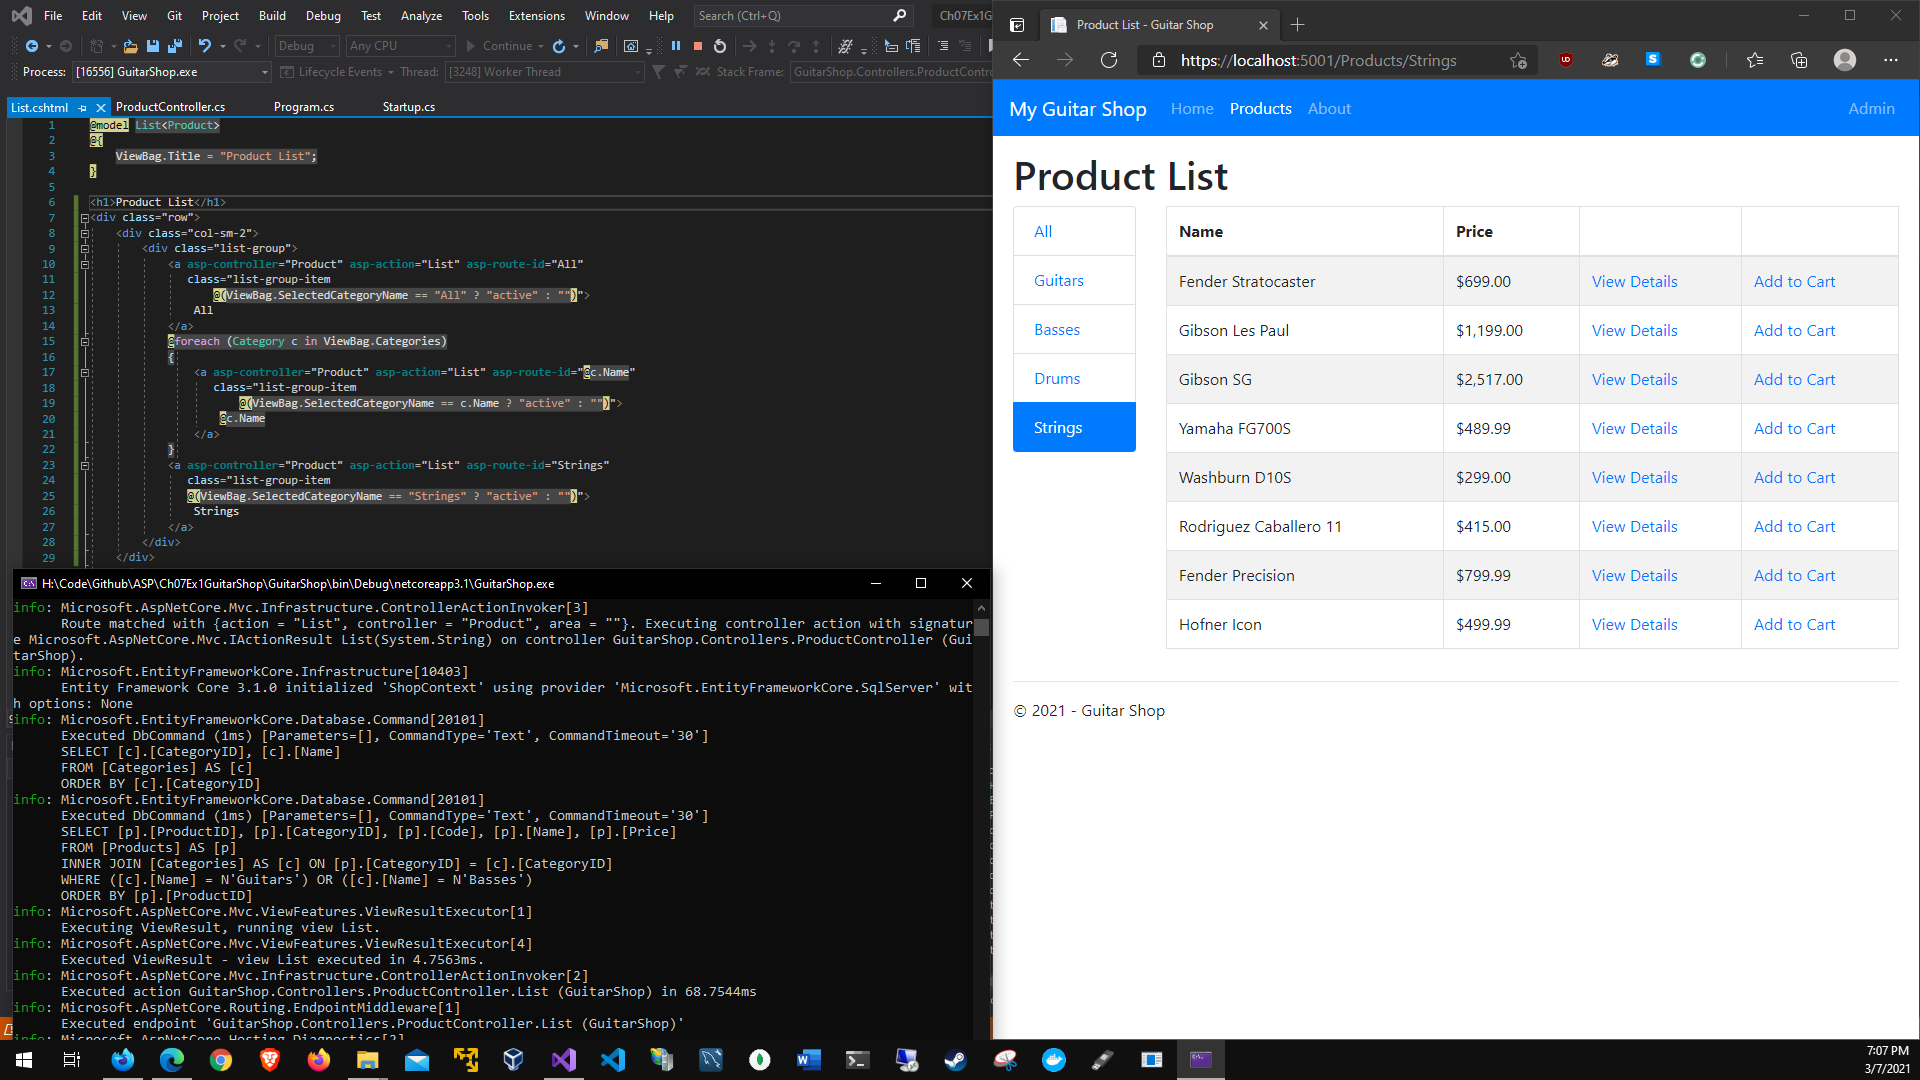 File Edit View Git Project Build Debug Test Analyze Tools Extensions Window Help Search (Ctrl+Q) Ch07Ex1G
Debug Any CPU Continue
Process: [16556] GuitarShop.exe Lifecycle Events Thread: [3248] Worker Thread Stack Frame: GuitarShop.Controllers.ProductContro
List.cshtml ProductController.cs Program.cs Startup.cs
1 @model List<Product>
2 @{
3 ViewBag.Title = "Product List";
4 }
5
6 <h1>Product List</h1>
7 <div class="row">
8 <div class="col-sm-2">
9 <div class="list-group">
10 <a asp-controller="Product" asp-action="List" asp-route-id="All"
11 class="list-group-item
12 @(ViewBag.SelectedCategoryName == "All" ? "active" : "")">
13 All
14 </a>
15 @foreach (Category c in ViewBag.Categories)
16 {
17 <a asp-controller="Product" asp-action="List" asp-route-id="@c.Name"
18 class="list-group-item
19 @(ViewBag.SelectedCategoryName == c.Name ? "active" : "")">
20 @c.Name
21 </a>
22 }
23 <a asp-controller="Product" asp-action="List" asp-route-id="Strings"
24 class="list-group-item
25 @(ViewBag.SelectedCategoryName == "Strings" ? "active" : "")">
26 Strings
27 </a>
28 </div>
29 </div>
H:\Code\Github\ASP\Ch07Ex1GuitarShop\GuitarShop\bin\Debug\netcoreapp3.1\GuitarShop.exe
info: Microsoft.AspNetCore.Mvc.Infrastructure.ControllerActionInvoker[3]
Route matched with {action = "List", controller = "Product", area = ""}. Executing controller action with signatur
e Microsoft.AspNetCore.Mvc.IActionResult List(System.String) on controller GuitarShop.Controllers.ProductController (Gui
tarShop).
info: Microsoft.EntityFrameworkCore.Infrastructure[10403]
Entity Framework Core 3.1.0 initialized 'ShopContext' using provider 'Microsoft.EntityFrameworkCore.SqlServer' wit
h options: None
info: Microsoft.EntityFrameworkCore.Database.Command[20101]
Executed DbCommand (1ms) [Parameters=[], CommandType='Text', CommandTimeout='30']
SELECT [c].[CategoryID], [c].[Name]
FROM [Categories] AS [c]
ORDER BY [c].[CategoryID]
info: Microsoft.EntityFrameworkCore.Database.Command[20101]
Executed DbCommand (1ms) [Parameters=[], CommandType='Text', CommandTimeout='30']
SELECT [p].[ProductID], [p].[CategoryID], [p].[Code], [p].[Name], [p].[Price]
FROM [Products] AS [p]
INNER JOIN [Categories] AS [c] ON [p].[CategoryID] = [c].[CategoryID]
WHERE ([c].[Name] = N'Guitars') OR ([c].[Name] = N'Basses')
ORDER BY [p].[ProductID]
info: Microsoft.AspNetCore.Mvc.ViewFeatures.ViewResultExecutor[1]
Executing ViewResult, running view List.
info: Microsoft.AspNetCore.Mvc.ViewFeatures.ViewResultExecutor[4]
Executed ViewResult - view List executed in 4.7563ms.
info: Microsoft.AspNetCore.Mvc.Infrastructure.ControllerActionInvoker[2]
Executed action GuitarShop.Controllers.ProductController.List (GuitarShop) in 68.7544ms
info: Microsoft.AspNetCore.Routing.EndpointMiddleware[1]
Executed endpoint 'GuitarShop.Controllers.ProductController.List (GuitarShop)'
info: Microsoft.AspNetCore.Hosting.Diagnostics[2]
Product List - Guitar Shop
https://localhost:5001/Products/Strings
My Guitar Shop Home Products About Admin
Product List
All
Guitars
Basses
Drums
Strings
Name Price
Fender Stratocaster $699.00 View Details Add to Cart
Gibson Les Paul $1,199.00 View Details Add to Cart
Gibson SG $2,517.00 View Details Add to Cart
Yamaha FG700S $489.99 View Details Add to Cart
Washburn D10S $299.00 View Details Add to Cart
Rodriguez Caballero 11 $415.00 View Details Add to Cart
Fender Precision $799.99 View Details Add to Cart
Hofner Icon $499.99 View Details Add to Cart
© 2021 - Guitar Shop
7:07 PM
3/7/2021